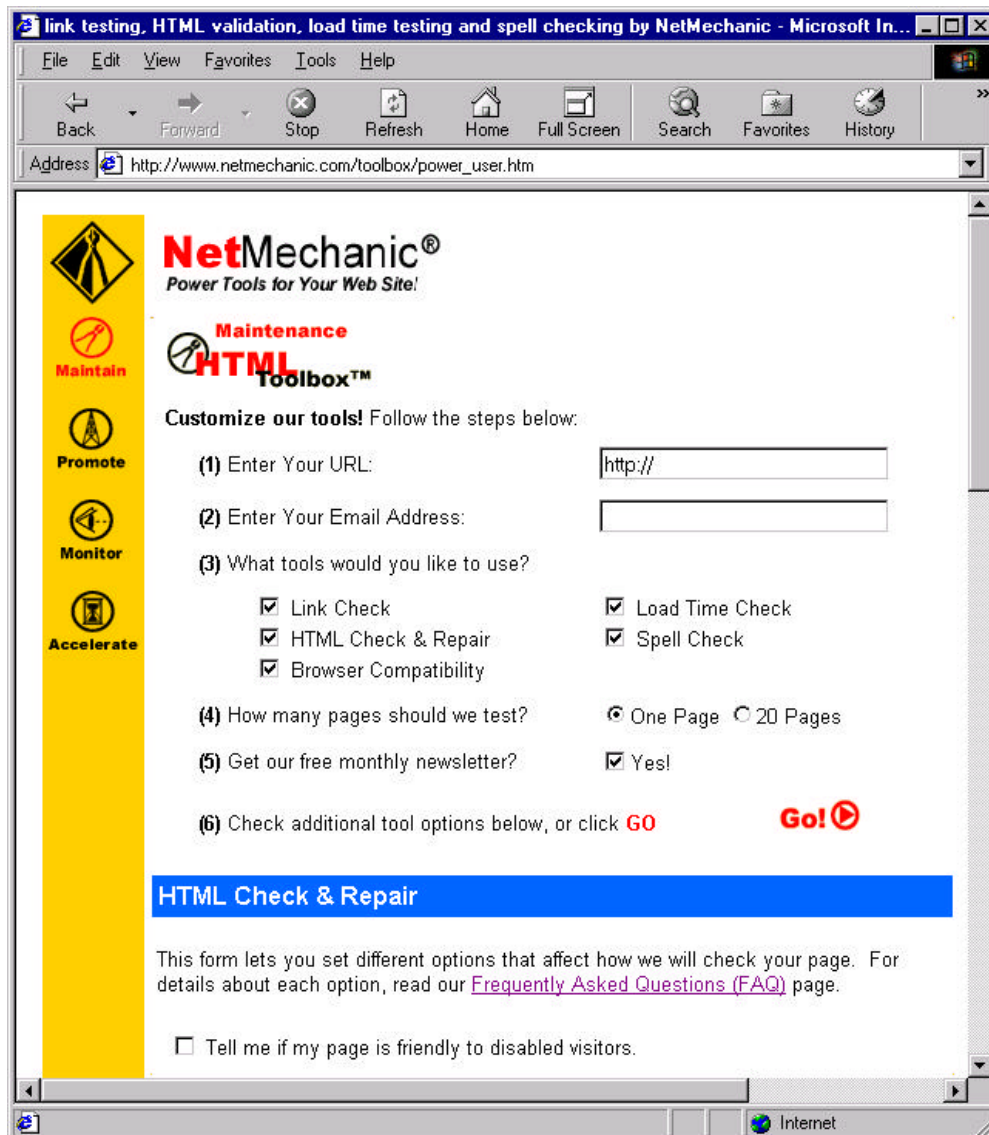 link testing, HTML validation, load time testing and spell checking by NetMechanic - Microsoft In...
File Edit View Favorites Tools Help
Back Forward Stop Refresh Home Full Screen Search Favorites History »
Address http://www.netmechanic.com/toolbox/power_user.htm
NetMechanic®
Power Tools for Your Web Site!
Maintain
Promote
Monitor
Accelerate
Maintenance
HTML
Toolbox™
Customize our tools! Follow the steps below:
(1) Enter Your URL: http://
(2) Enter Your Email Address:
(3) What tools would you like to use?
Link Check Load Time Check
HTML Check & Repair Spell Check
Browser Compatibility
(4) How many pages should we test? One Page 20 Pages
(5) Get our free monthly newsletter? Yes!
(6) Check additional tool options below, or click GO Go!
HTML Check & Repair
This form lets you set different options that affect how we will check your page. For
details about each option, read our Frequently Asked Questions (FAQ) page.
Tell me if my page is friendly to disabled visitors.
Internet